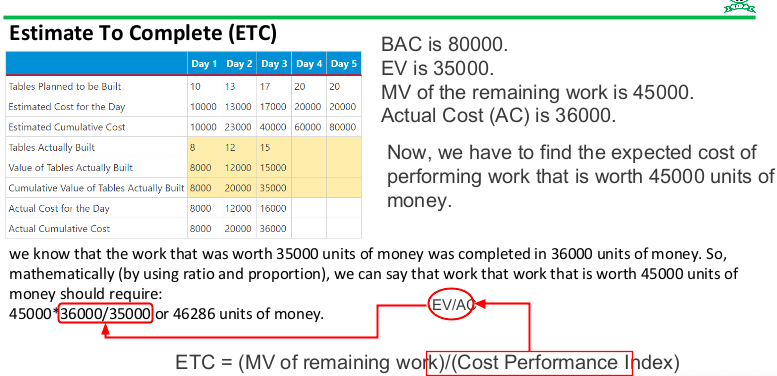 Estimate To Complete (ETC)
Day 1 Day 2 Day 3 Day 4 Day 5
Tables Planned to be Built 10 13 17 20 20
Estimated Cost for the Day 10000 13000 17000 20000 20000
Estimated Cumulative Cost 10000 23000 40000 60000 80000
Tables Actually Built 8 12 15
Value of Tables Actually Built 8000 12000 15000
Cumulative Value of Tables Actually Built 8000 20000 35000
Actual Cost for the Day 8000 12000 16000
Actual Cumulative Cost 8000 20000 36000
BAC is 80000.
EV is 35000.
MV of the remaining work is 45000.
Actual Cost (AC) is 36000.
Now, we have to find the expected cost of
performing work that is worth 45000 units of
money.
we know that the work that was worth 35000 units of money was completed in 36000 units of money. So,
mathematically (by using ratio and proportion), we can say that work that work that is worth 45000 units of
money should require:
45000*36000/35000 or 46286 units of money.
EV/AC
ETC = (MV of remaining work)/(Cost Performance Index)